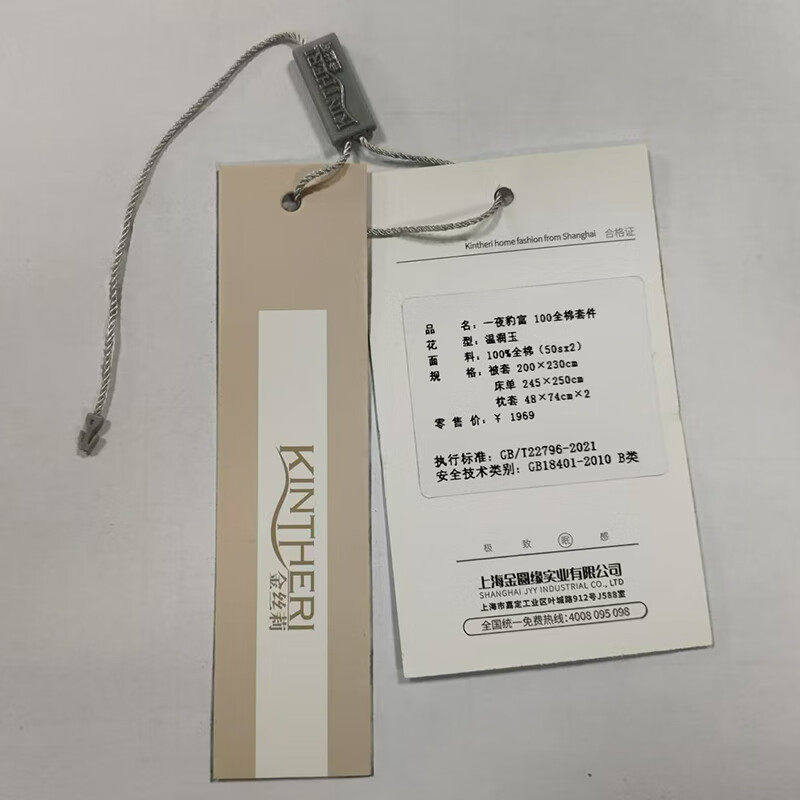 KINTHERI
金丝莉
KINTHERI
金丝莉
Kintheri home fashion from Shanghai 合格证
品 名：一夜豹富 100全棉套件
花 型：温润玉
面 料：100%全棉（50sx2）
规 格：被套 200×230cm
床单 245×250cm
枕套 48×74cm×2
零 售 价：¥ 1969
执行标准：GB/T22796-2021
安全技术类别：GB18401-2010 B类
极 致 眠 感
上海金圆缘实业有限公司
SHANGHAI JYY INDUSTRIAL CO., LTD
上海市嘉定工业区叶城路912号J588室
全国统一免费热线:4008 095 098